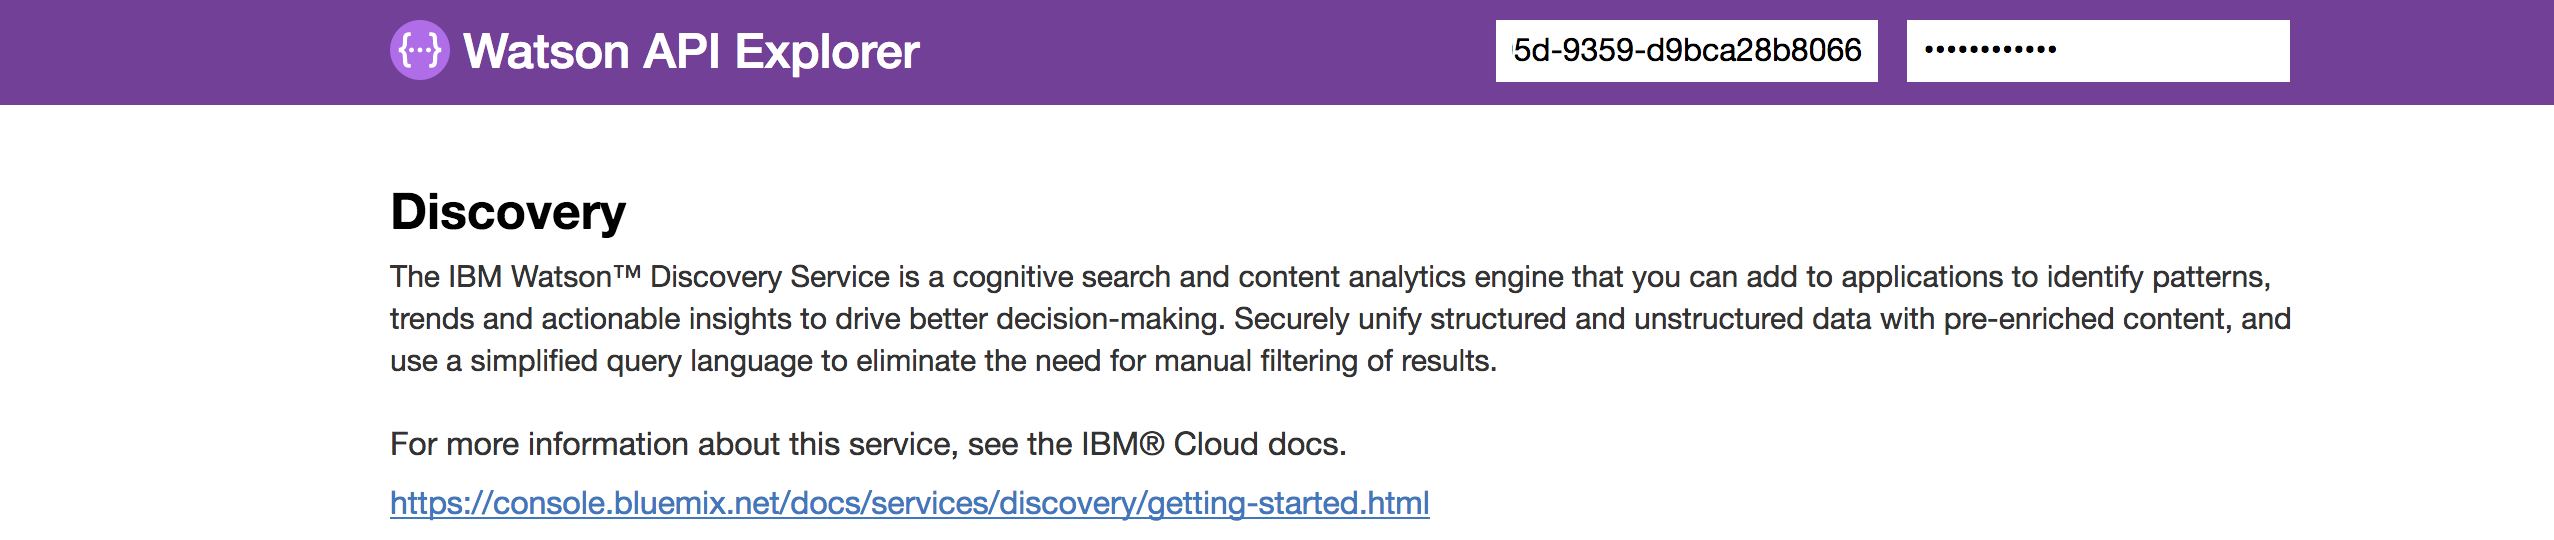 {...} Watson API Explorer
5d-9359-d9bca28b8066
••••••••••••
Discovery
The IBM Watson™ Discovery Service is a cognitive search and content analytics engine that you can add to applications to identify patterns,
trends and actionable insights to drive better decision-making. Securely unify structured and unstructured data with pre-enriched content, and
use a simplified query language to eliminate the need for manual filtering of results.
For more information about this service, see the IBM® Cloud docs.
https://console.bluemix.net/docs/services/discovery/getting-started.html